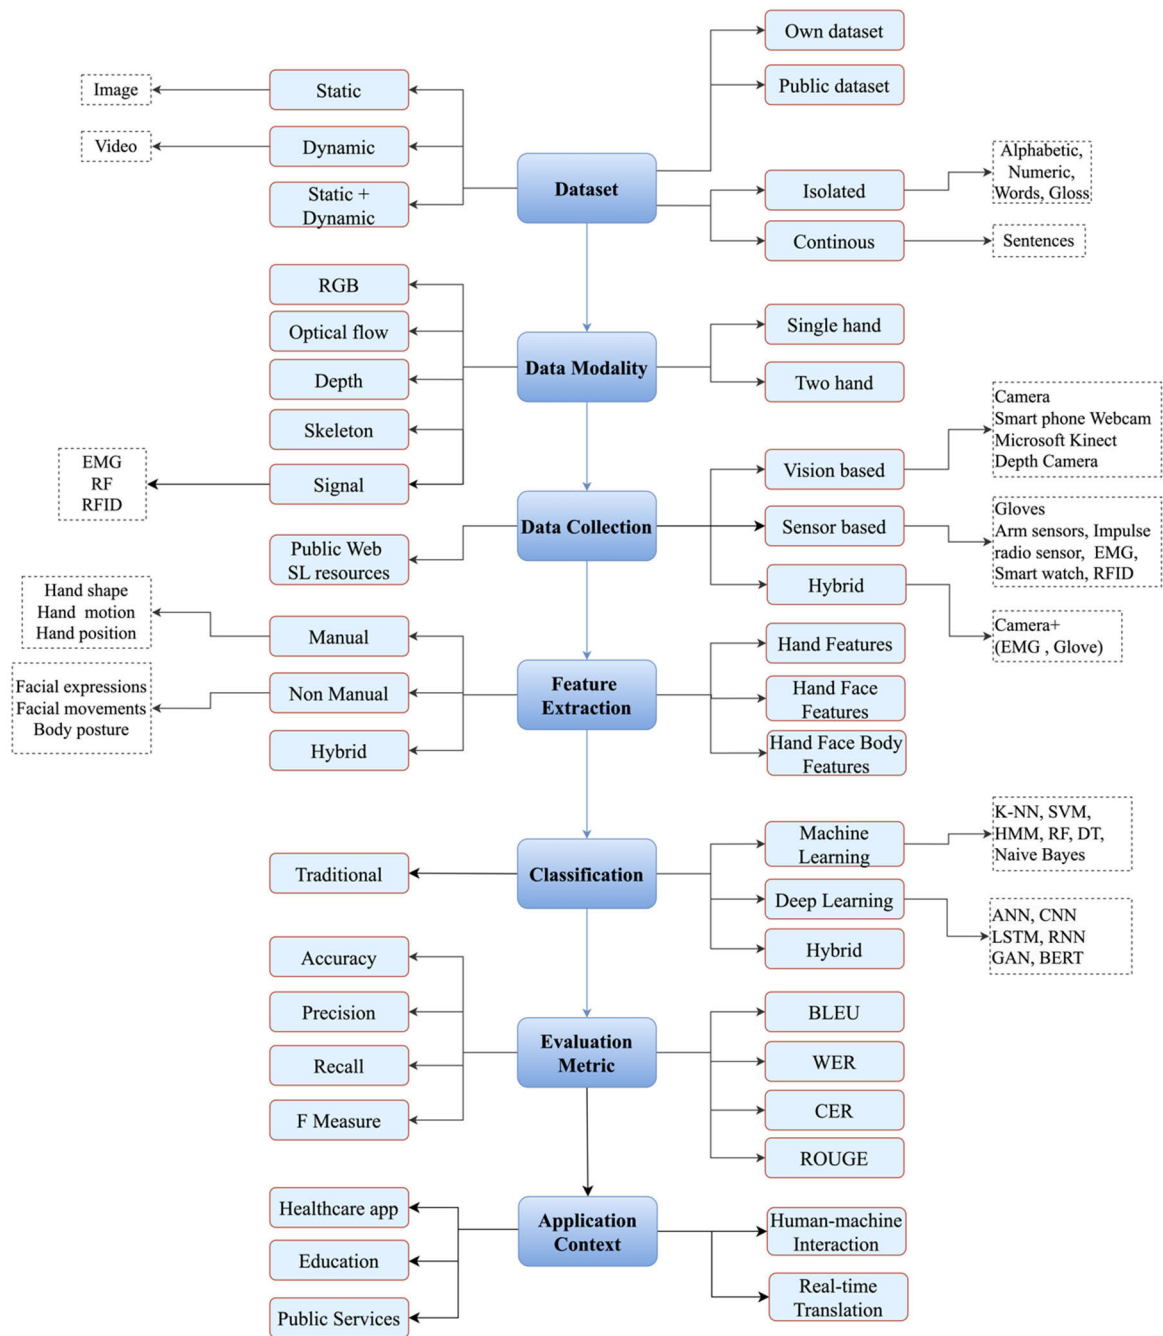 Own dataset
Public dataset
Image
Static
Video
Dynamic
Static +
Dynamic
Dataset
Isolated
Alphabetic,
Numeric,
Words, Gloss
Continous
Sentences
RGB
Optical flow
Depth
Skeleton
Signal
EMG
RF
RFID
Data Modality
Single hand
Two hand
Data Collection
Public Web
SL resources
Vision based
Camera
Smart phone Webcam
Microsoft Kinect
Depth Camera
Sensor based
Gloves
Arm sensors, Impulse
radio sensor, EMG,
Smart watch, RFID
Hybrid
Camera+
(EMG , Glove)
Hand shape
Hand motion
Hand position
Manual
Facial expressions
Facial movements
Body posture
Non Manual
Hybrid
Feature
Extraction
Hand Features
Hand Face
Features
Hand Face Body
Features
Traditional
Classification
Machine
Learning
K-NN, SVM,
HMM, RF, DT,
Naive Bayes
Deep Learning
ANN, CNN
LSTM, RNN
GAN, BERT
Hybrid
Accuracy
Precision
Recall
F Measure
Evaluation
Metric
BLEU
WER
CER
ROUGE
Healthcare app
Education
Public Services
Application
Context
Human-machine
Interaction
Real-time
Translation